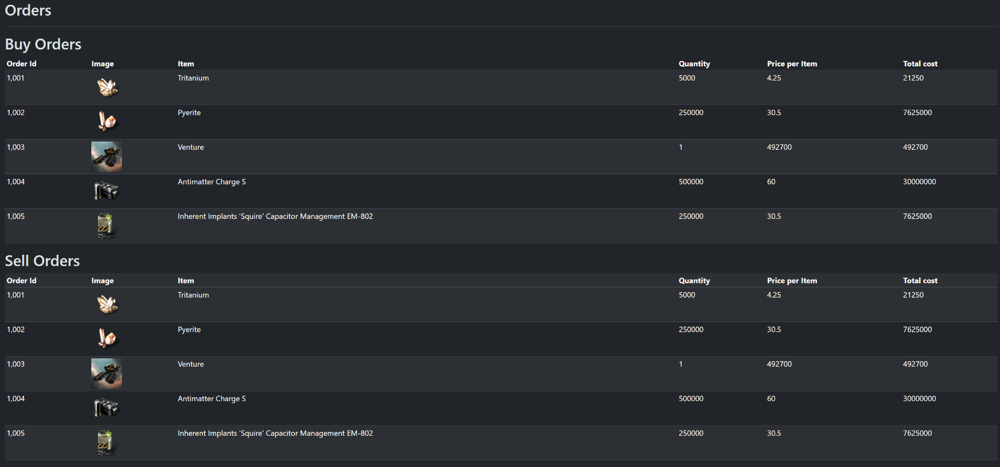 Orders
Buy Orders
Order Id Image Item Quantity Price per Item Total cost
1,001 Tritanium 5000 4.25 21250
1,002 Pyerite 250000 30.5 7625000
1,003 Venture 1 492700 492700
1,004 Antimatter Charge S 500000 60 30000000
1,005 Inherent Implants 'Squire' Capacitor Management EM-802 250000 30.5 7625000
Sell Orders
Order Id Image Item Quantity Price per Item Total cost
1,001 Tritanium 5000 4.25 21250
1,002 Pyerite 250000 30.5 7625000
1,003 Venture 1 492700 492700
1,004 Antimatter Charge S 500000 60 30000000
1,005 Inherent Implants 'Squire' Capacitor Management EM-802 250000 30.5 7625000